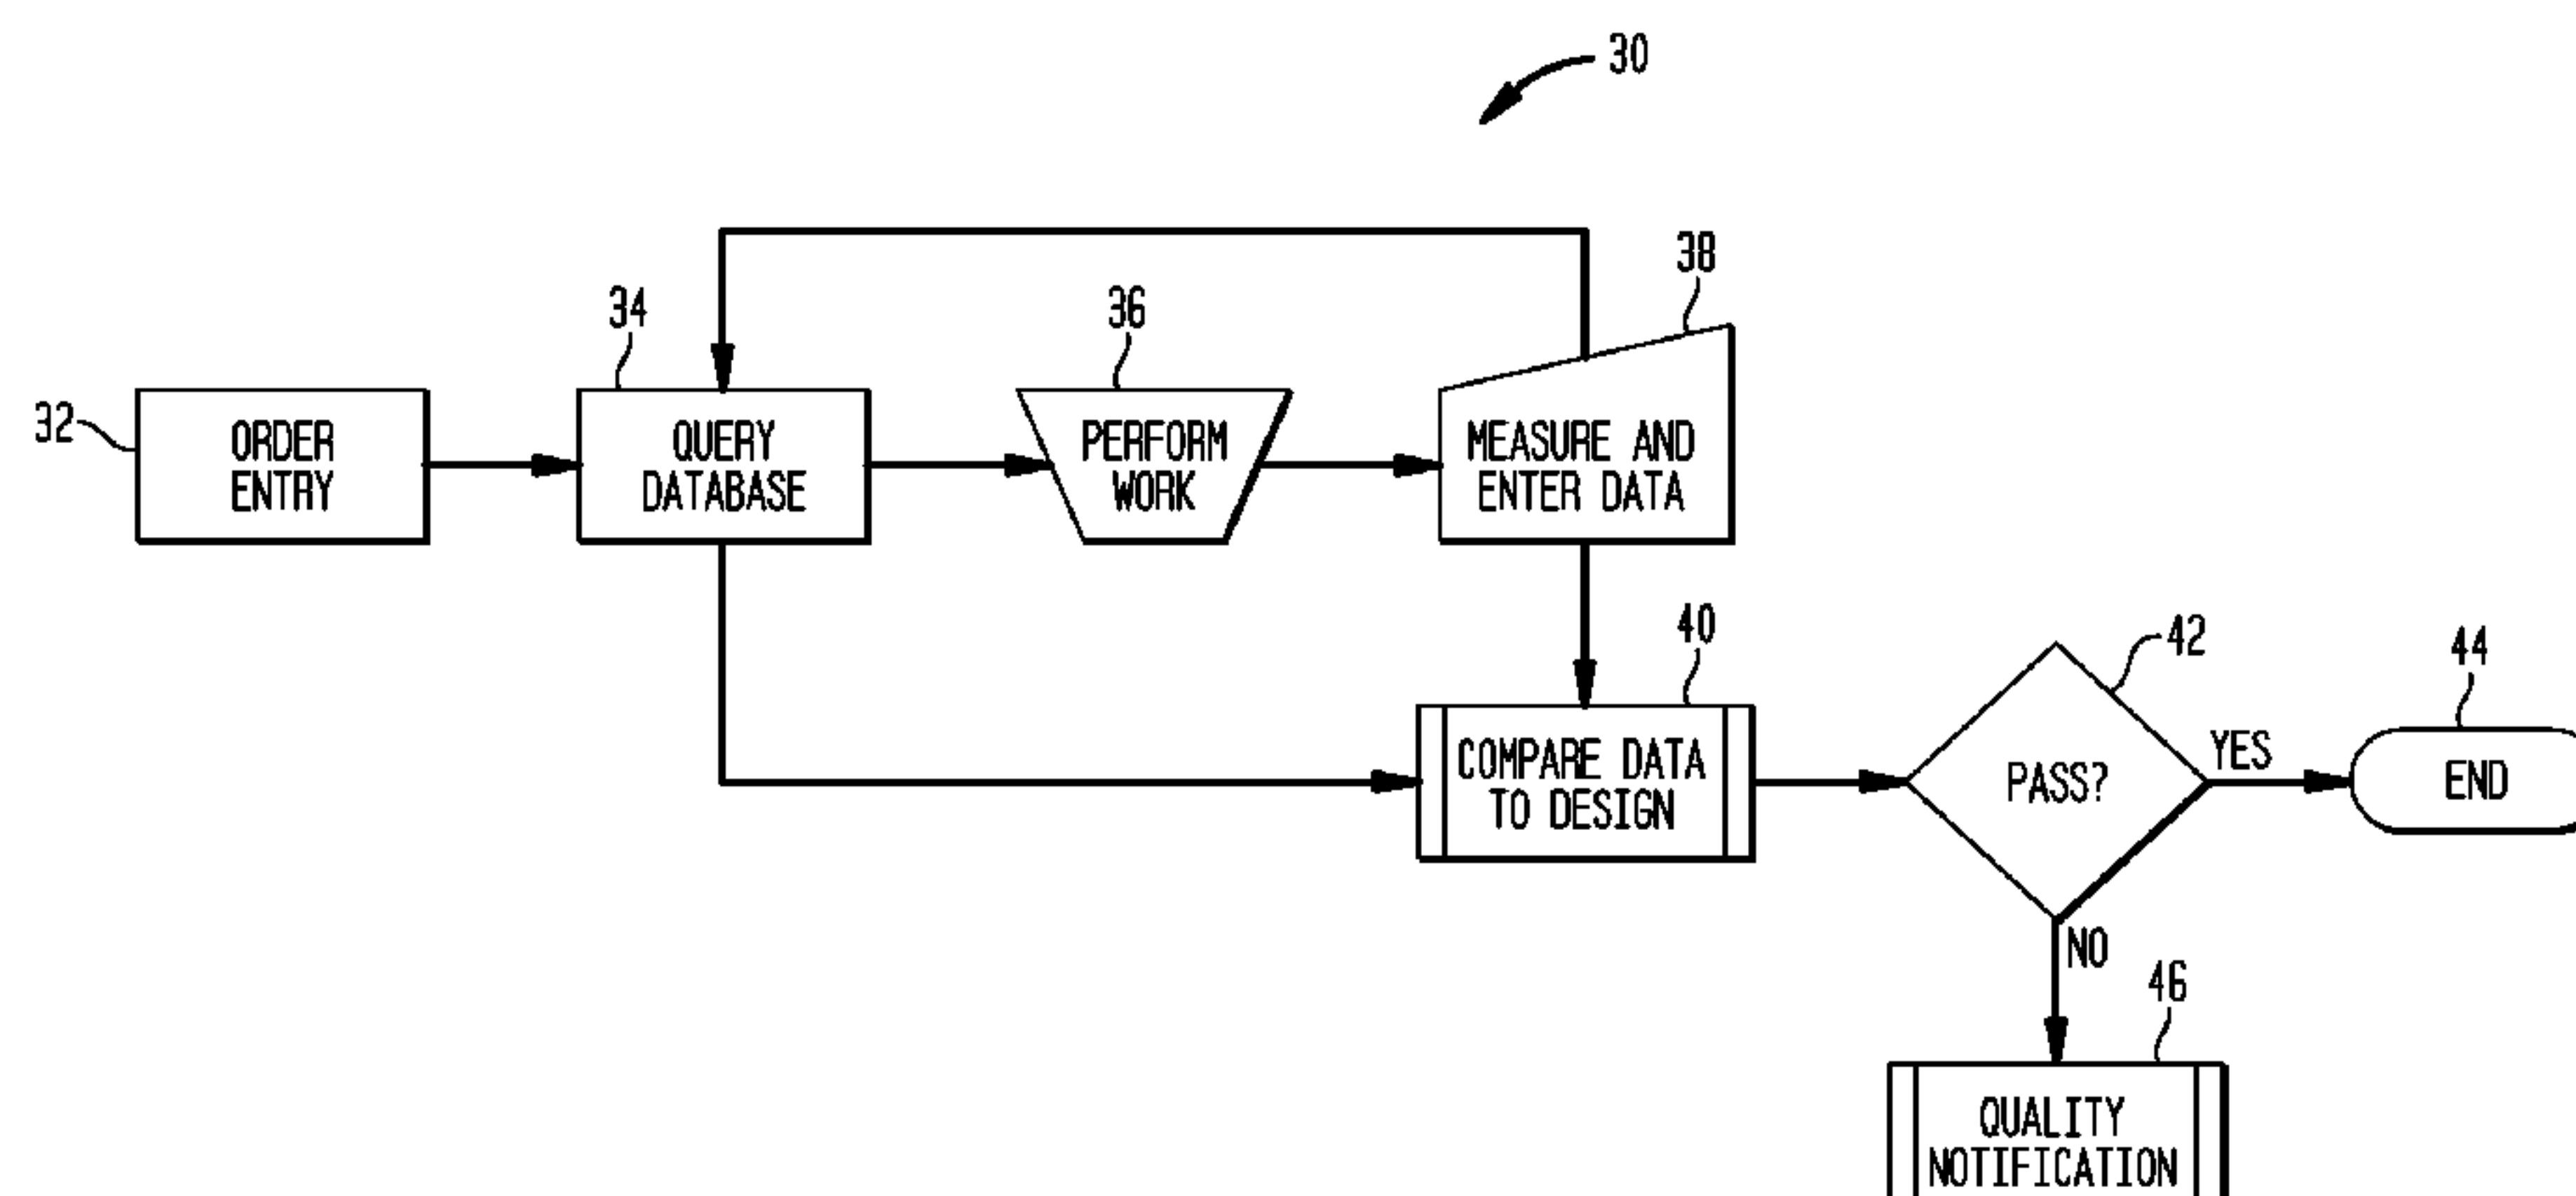 30
38
34
36
32
ORDER
ENTRY
QUERY
DATABASE
PERFORM
WORK
MEASURE AND
ENTER DATA
40
42
44
COMPARE DATA
TO DESIGN
PASS?
YES
END
NO
46
QUALITY
NOTIFICATION